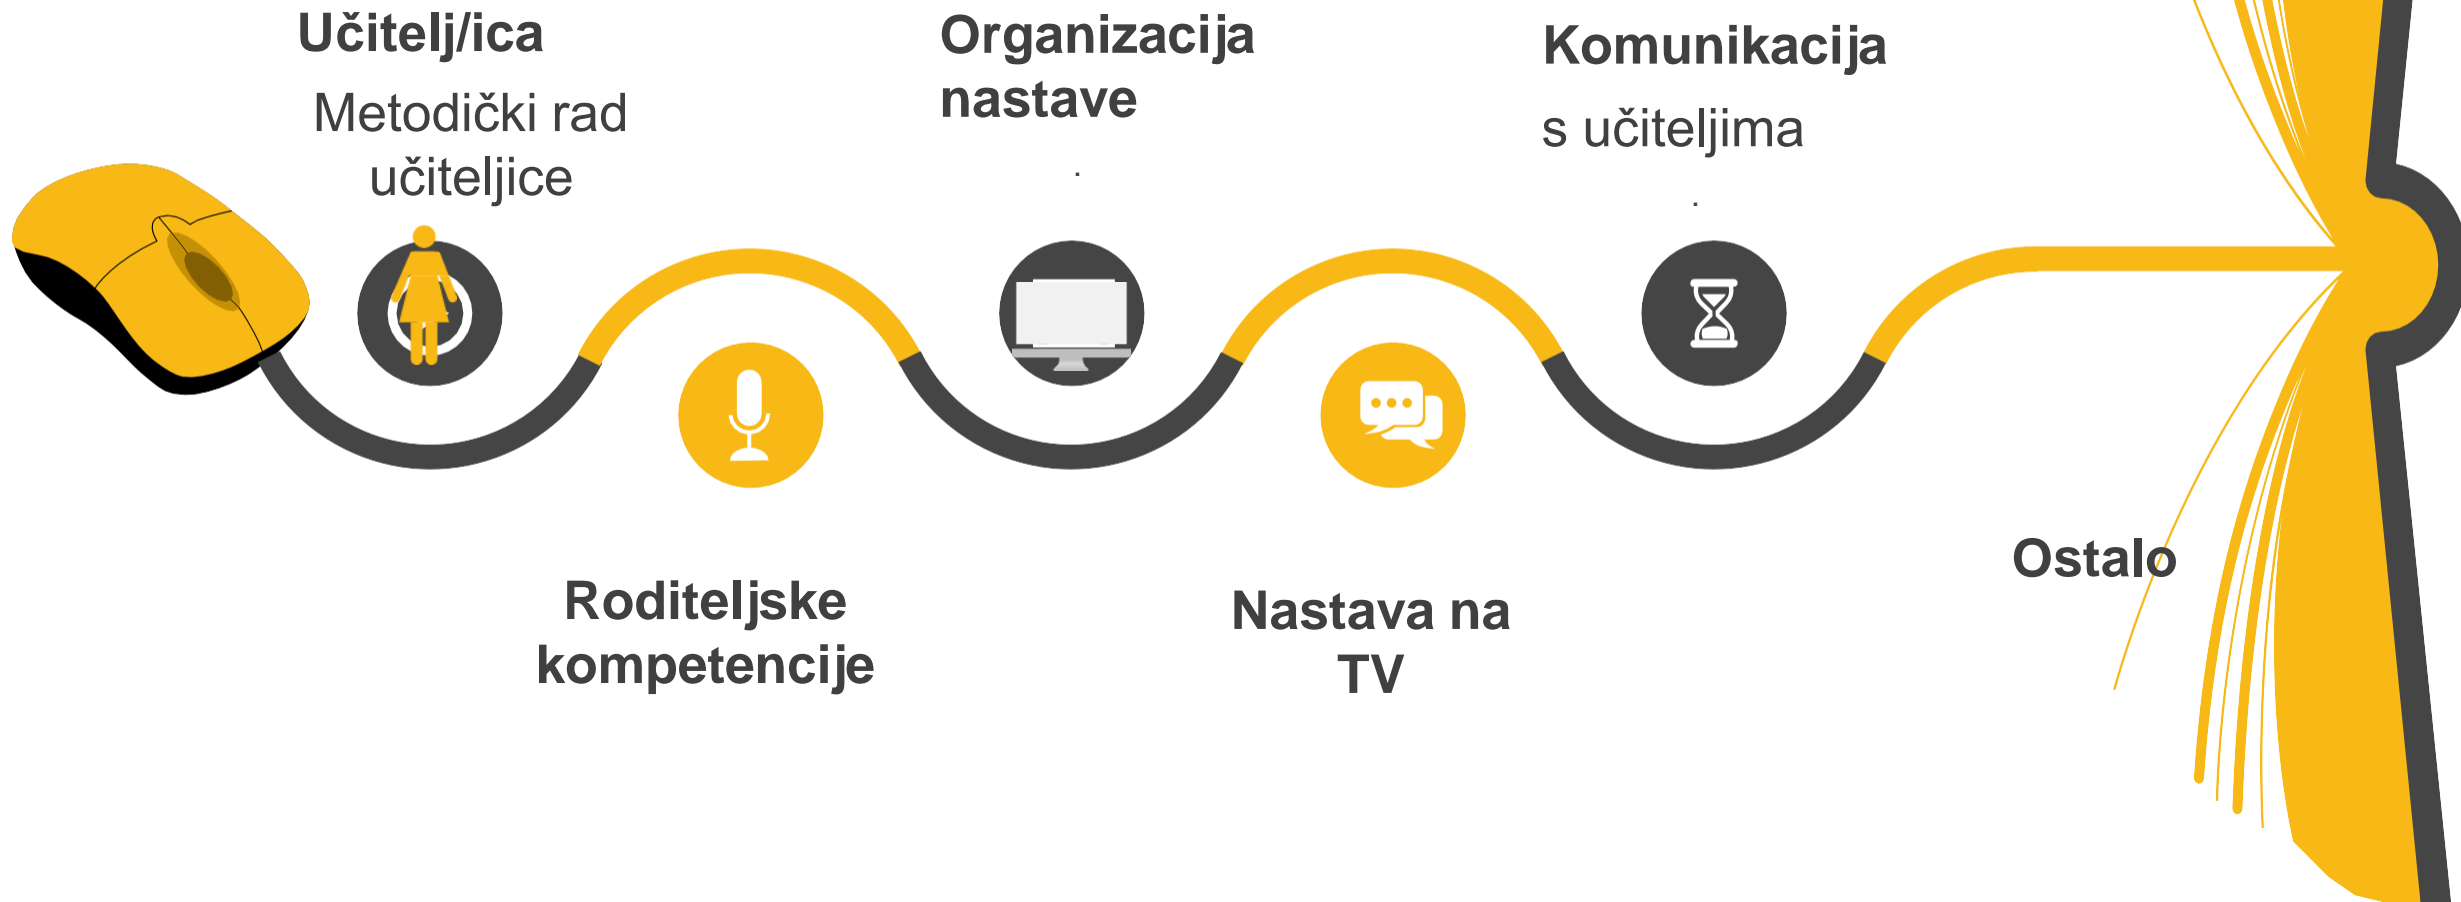 Učitelj/ica
Metodički rad
učiteljice
Organizacija
nastave
.
Komunikacija
s učiteljima
.
Roditeljske
kompetencije
Nastava na
TV
Ostalo